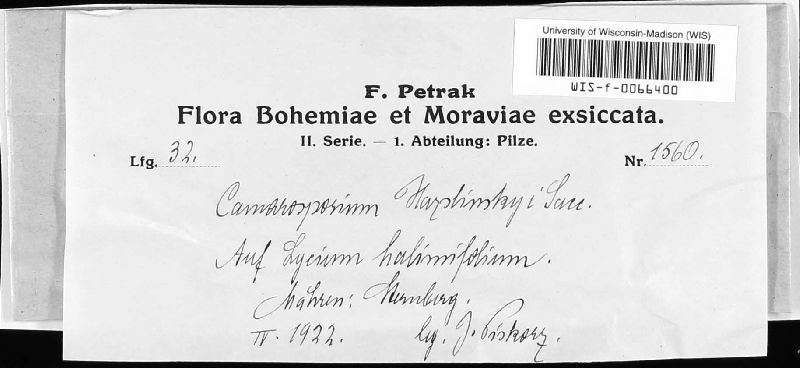 University of Wisconsin-Madison (WIS)
WIS-f-0066400
F. Petrak
Flora Bohemiae et Moraviae exsiccata.
II. Serie. — 1. Abteilung: Pilze.
Lfg. 32. Nr. 1560.
Camarosporium Hazslinskyi Sacc.
Auf Lycium halimifolium.
Mähren: Sternberg.
IV. 1922. lg. J. Piskorz.